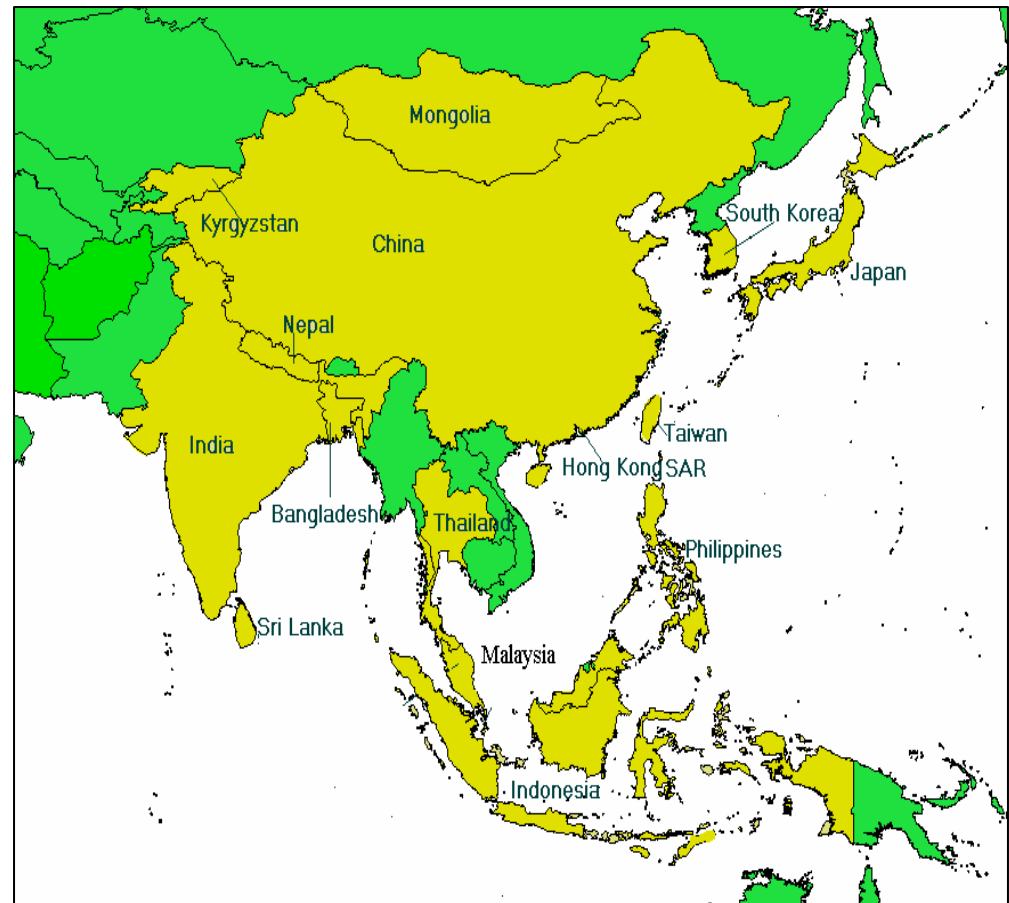 Mongolia
South Korea
Kyrgyzstan
China
Japan
Nepal
Taiwan
India
Hong Kong SAR
Bangladesh
Thailand
Philippines
Sri Lanka
Malaysia
Indonesia